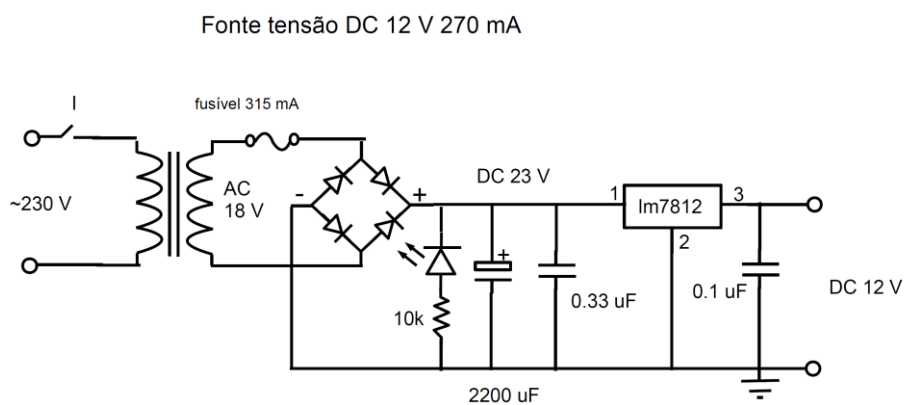 Fonte tensão DC 12 V 270 mA
I
fusível 315 mA
~230 V
AC
18 V
-
+
DC 23 V
1
lm7812
3
2
+
10k
0.33 uF
0.1 uF
DC 12 V
2200 uF